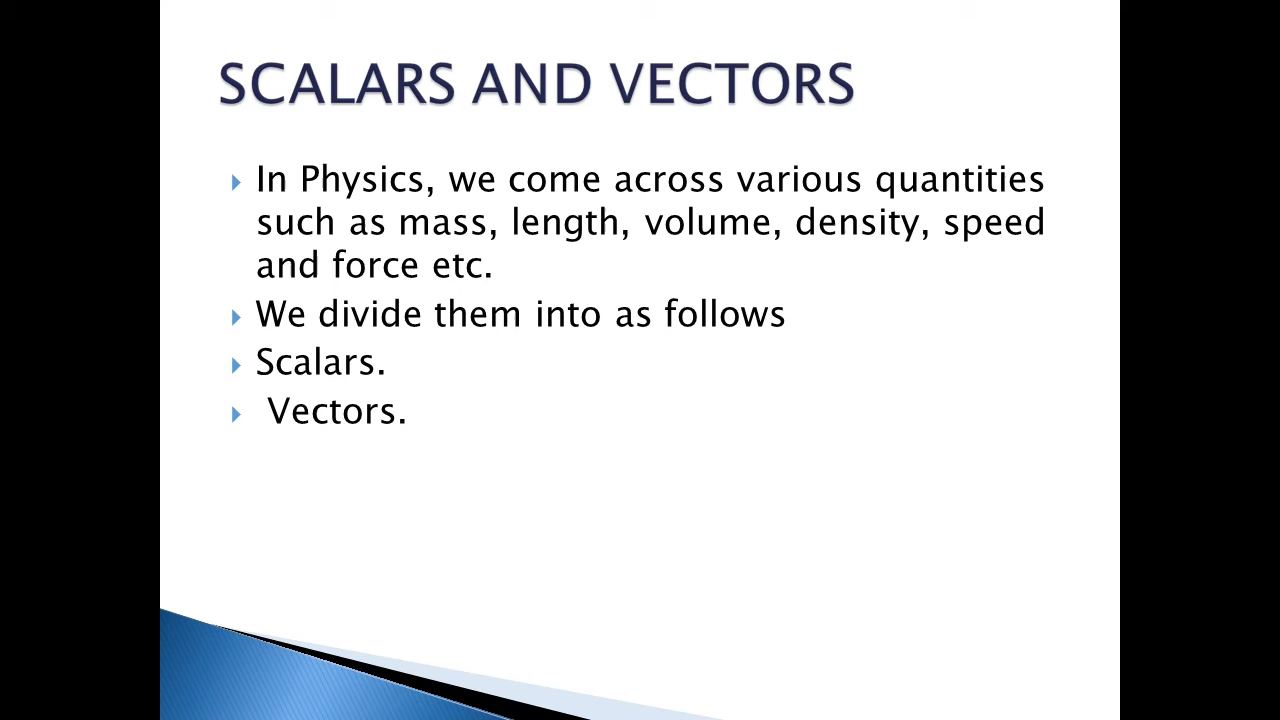 SCALARS AND VECTORS
In Physics, we come across various quantities
such as mass, length, volume, density, speed
and force etc.
We divide them into as follows
Scalars.
Vectors.